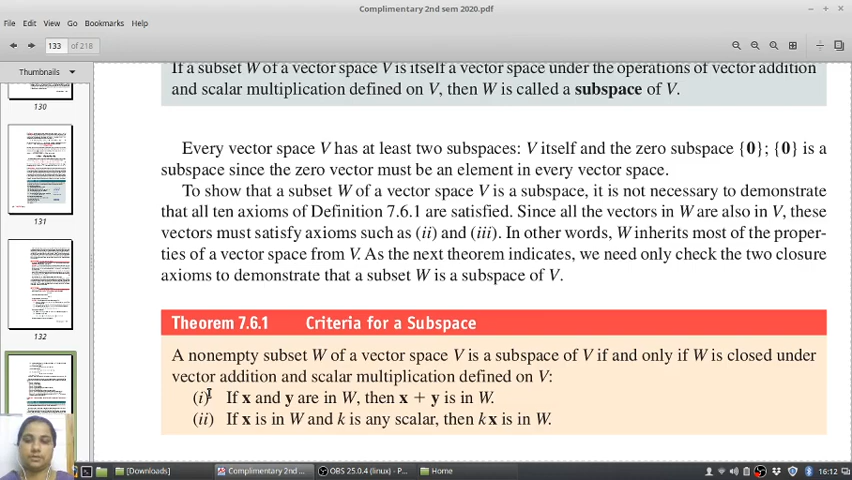 Complimentary 2nd sem 2020.pdf
File Edit View Go Bookmarks Help
133 of 218
Thumbnails
130
131
132
If a subset W of a vector space V is itself a vector space under the operations of vector addition
and scalar multiplication defined on V, then W is called a subspace of V.
Every vector space V has at least two subspaces: V itself and the zero subspace {0}; {0} is a
subspace since the zero vector must be an element in every vector space.
To show that a subset W of a vector space V is a subspace, it is not necessary to demonstrate
that all ten axioms of Definition 7.6.1 are satisfied. Since all the vectors in W are also in V, these
vectors must satisfy axioms such as (ii) and (iii). In other words, W inherits most of the proper-
ties of a vector space from V. As the next theorem indicates, we need only check the two closure
axioms to demonstrate that a subset W is a subspace of V.
Theorem 7.6.1 Criteria for a Subspace
A nonempty subset W of a vector space V is a subspace of V if and only if W is closed under
vector addition and scalar multiplication defined on V:
(i) If x and y are in W, then x + y is in W.
(ii) If x is in W and k is any scalar, then kx is in W.
[Downloads] Complimentary 2nd ... OBS 25.0.4 (linux) - P... Home 16:12